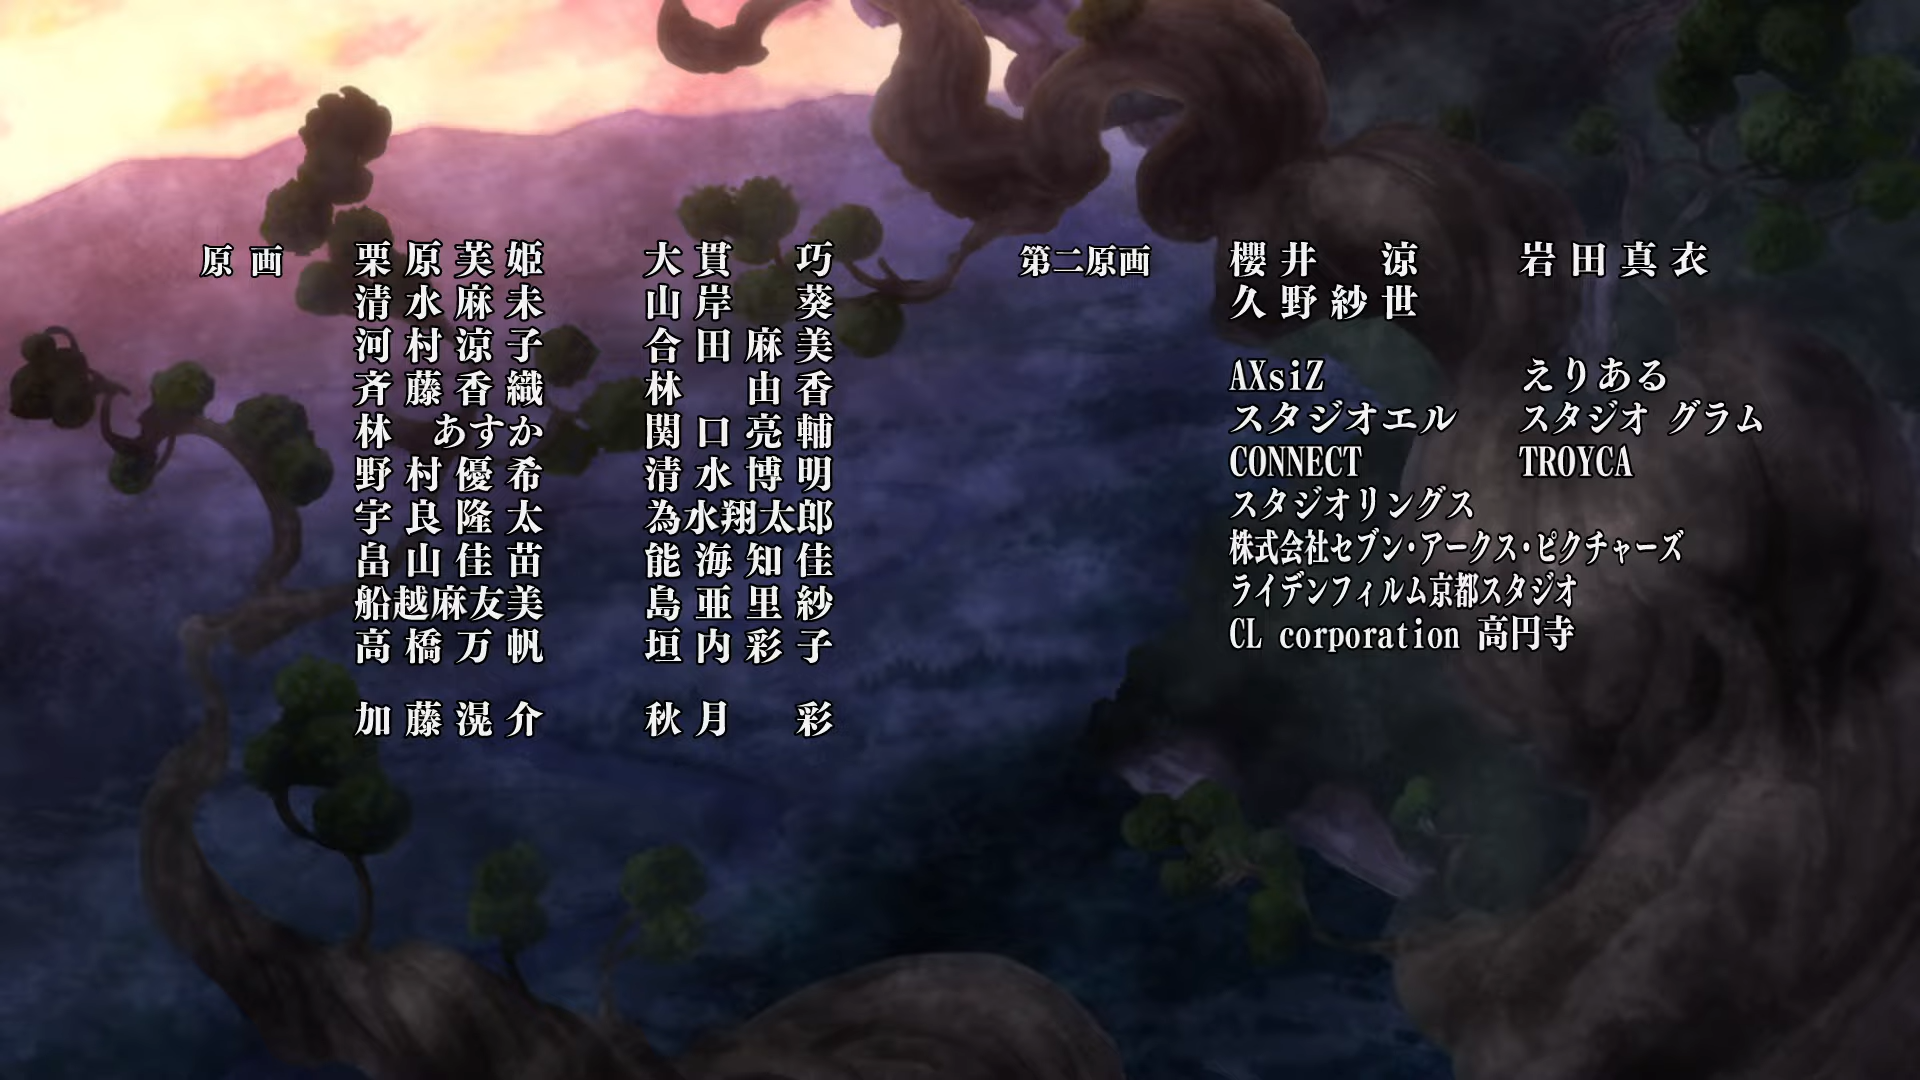 原画
栗原芙姫 大貫巧
清水麻未 山岸葵
河村涼子 合田麻美
斉藤香織 林由香
林あすか 関口亮輔
野村優希 清水博明
宇良隆太 為水翔太郎
畠山佳苗 能海知佳
船越麻友美 島亜里紗
高橋万帆 垣内彩子
加藤滉介 秋月彩
第二原画
櫻井涼 岩田真衣
久野紗世
AXsiZ えりある
スタジオエル スタジオ グラム
CONNECT TROYCA
スタジオリングス
株式会社セブン・アークス・ピクチャーズ
ライデンフィルム京都スタジオ
CL corporation 高円寺